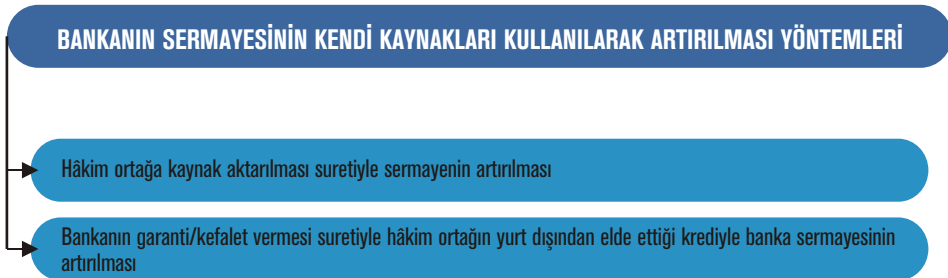 BANKANIN SERMAYESİNİN KENDİ KAYNAKLARI KULLANILARAK ARTIRILMASI YÖNTEMLERİ
Hâkim ortağa kaynak aktarılması suretiyle sermayenin artırılması
Bankanın garanti/kefalet vermesi suretiyle hâkim ortağın yurt dışından elde ettiği krediyle banka sermayesinin
artırılması